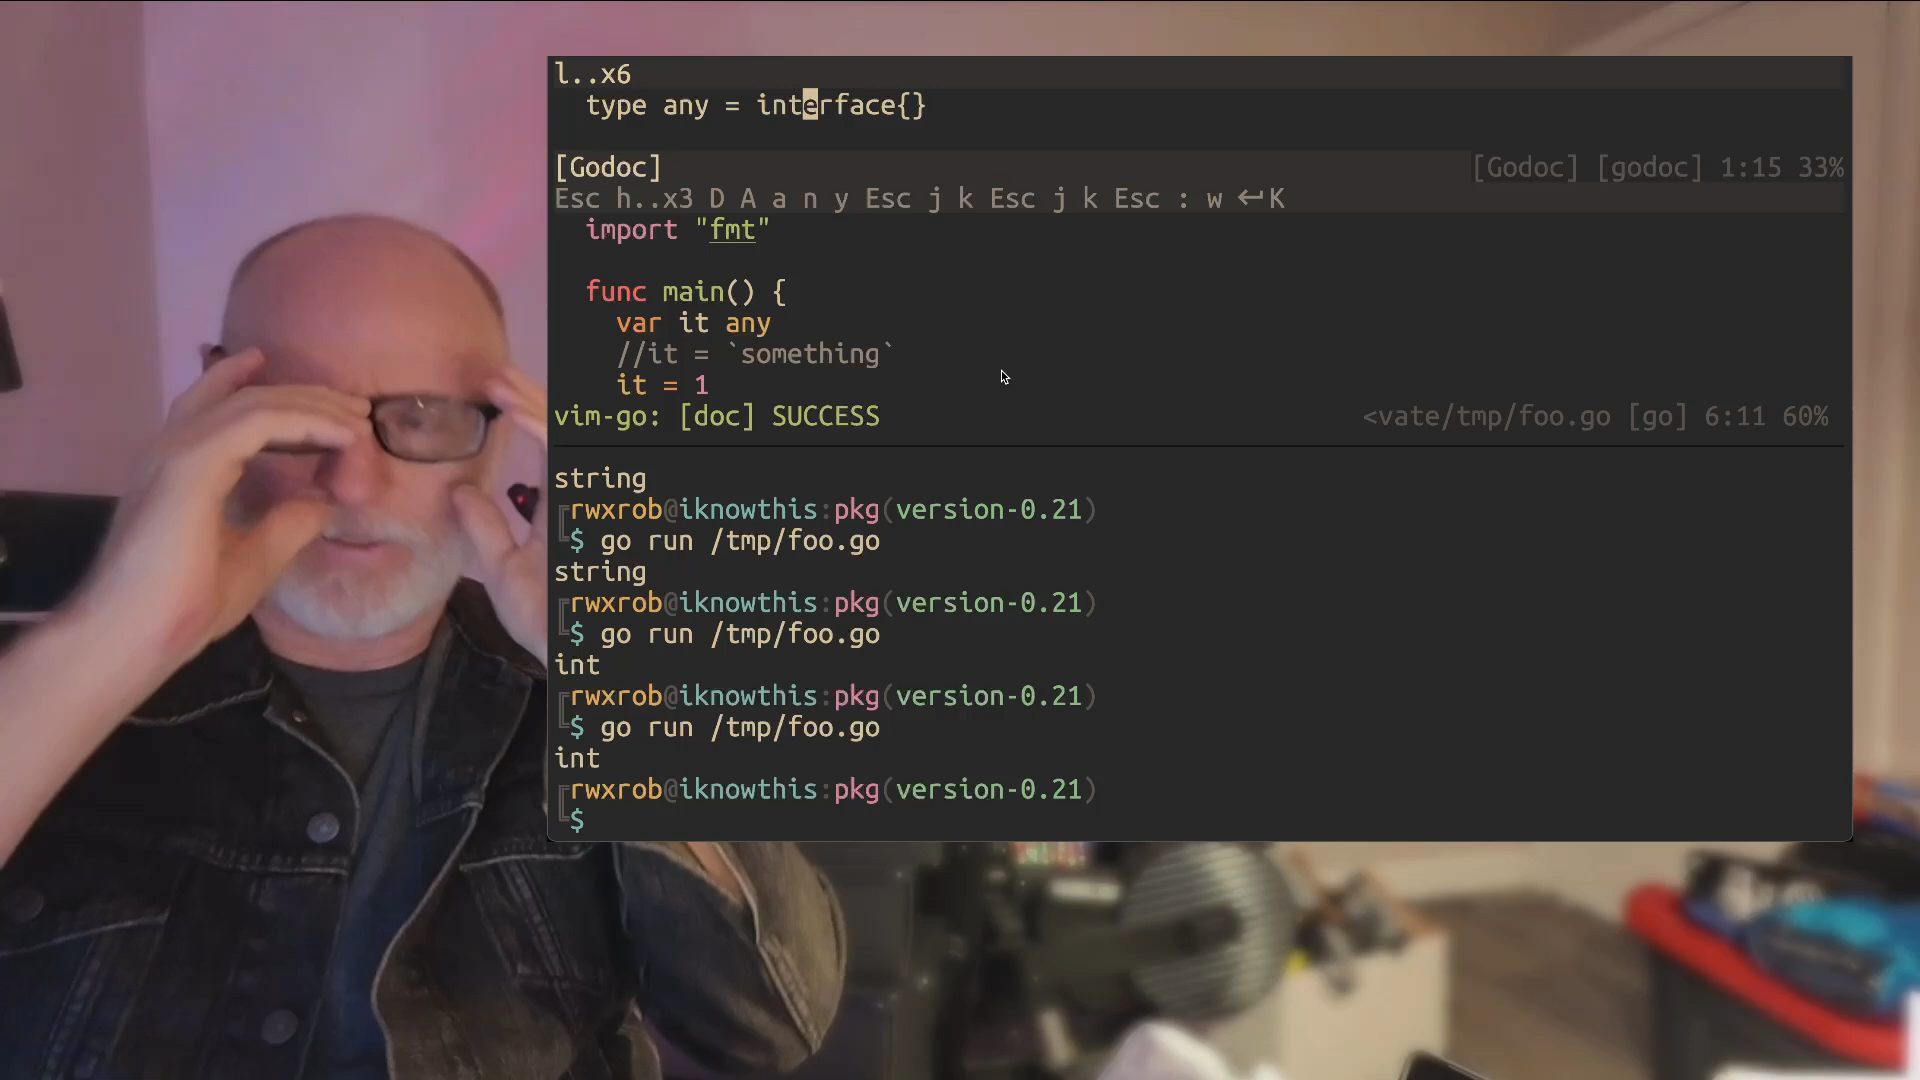 l..x6
type any = interface{}
[Godoc] [Godoc] [godoc] 1:15 33%
Esc h..x3 D A a n y Esc j k Esc j k Esc : w ↵K
import "fmt"
func main() {
var it any
//it = `something`
it = 1
vim-go: [doc] SUCCESS <vate/tmp/foo.go [go] 6:11 60%
string
rwxrob@iknowthis:pkg(version-0.21)
$ go run /tmp/foo.go
string
rwxrob@iknowthis:pkg(version-0.21)
$ go run /tmp/foo.go
int
rwxrob@iknowthis:pkg(version-0.21)
$ go run /tmp/foo.go
int
rwxrob@iknowthis:pkg(version-0.21)
$